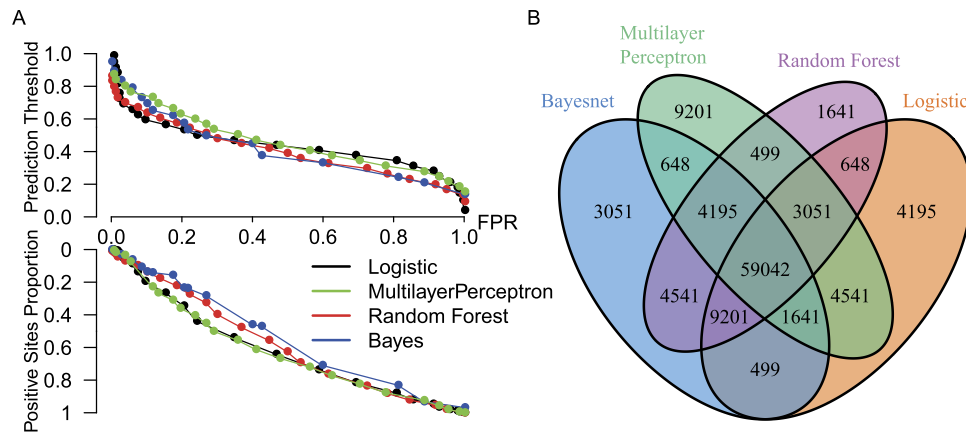 A
Prediction Threshold
1.0
0.8
0.6
0.4
0.2
0.0
0.0
0.2
0.4
0.6
0.8
1.0
FPR
Positive Sites Proportion
0
0.2
0.4
0.6
0.8
1
Logistic
MultilayerPerceptron
Random Forest
Bayes
B
Multilayer
Perceptron
Random Forest
Bayesnet
Logistic
9201
1641
648
499
648
3051
4195
3051
4195
59042
4541
4541
9201
1641
499